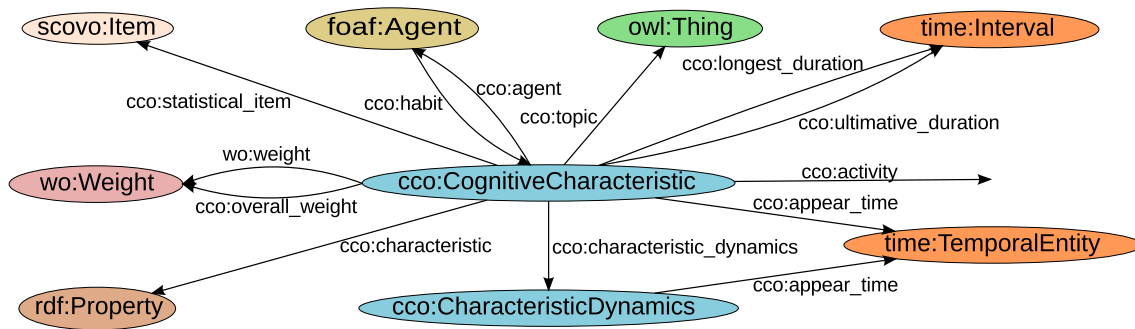 scovo:Item
foaf:Agent
owl:Thing
time:Interval
cco:longest_duration
cco:agent
cco:statistical_item
cco:habit
cco:topic
cco:ultimative_duration
wo:weight
cco:activity
wo:Weight
cco:CognitiveCharacteristic
cco:overall_weight
cco:appear_time
cco:characteristic
cco:characteristic_dynamics
time:TemporalEntity
cco:appear_time
rdf:Property
cco:CharacteristicDynamics